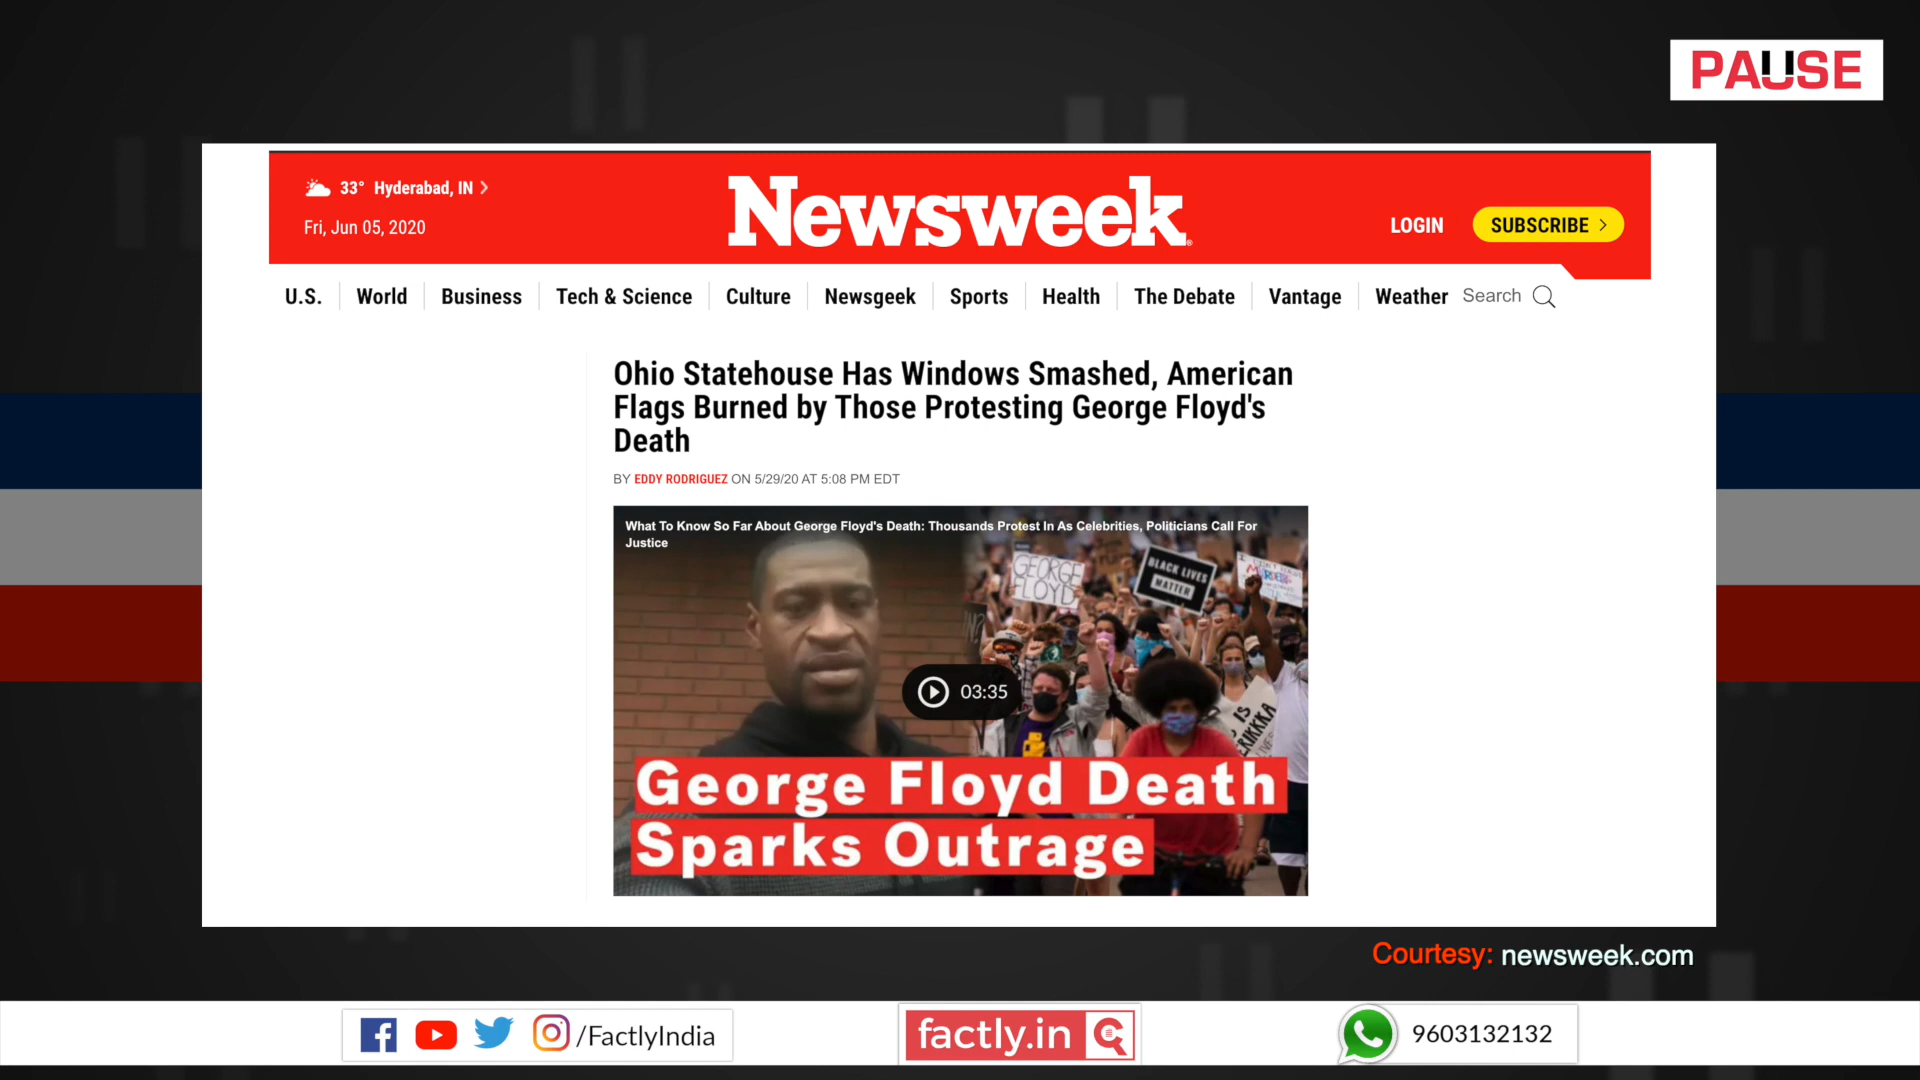 PAUSE
33° Hyderabad, IN
Fri, Jun 05, 2020
Newsweek
LOGIN
SUBSCRIBE
U.S. World Business Tech & Science Culture Newsgeek Sports Health The Debate Vantage Weather Search
Ohio Statehouse Has Windows Smashed, American
Flags Burned by Those Protesting George Floyd's
Death
BY EDDY RODRIGUEZ ON 5/29/20 AT 5:08 PM EDT
What To Know So Far About George Floyd's Death: Thousands Protest In As Celebrities, Politicians Call For
Justice
GEORGE
FLOYD
BLACK LIVES
MATTER
03:35
George Floyd Death
Sparks Outrage
Courtesy: newsweek.com
/FactlyIndia
factly.in
9603132132